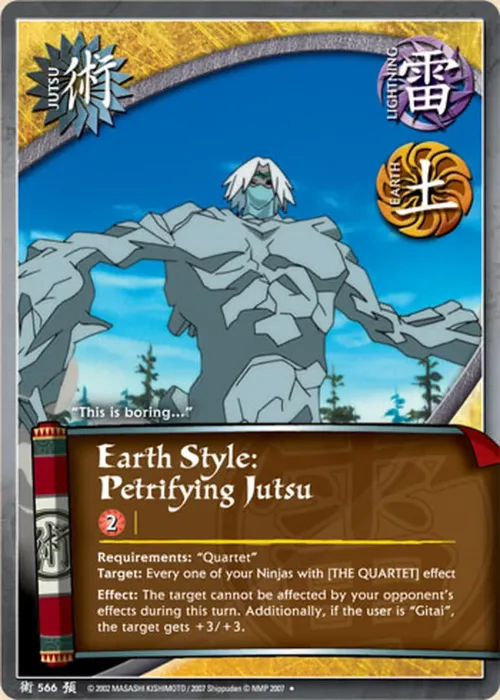 JUTSU
術
LIGHTNING
雷
EARTH
土
"This is boring..."
Earth Style:
Petrifying Jutsu
2
Requirements: "Quartet"
Target: Every one of your Ninjas with [THE QUARTET] effect
Effect: The target cannot be affected by your opponent's
effects during this turn. Additionally, if the user is "Gitai",
the target gets +3/+3.
術 566 © 2002 MASASHI KISHIMOTO / 2007 Shippuden © NMP 2007 •